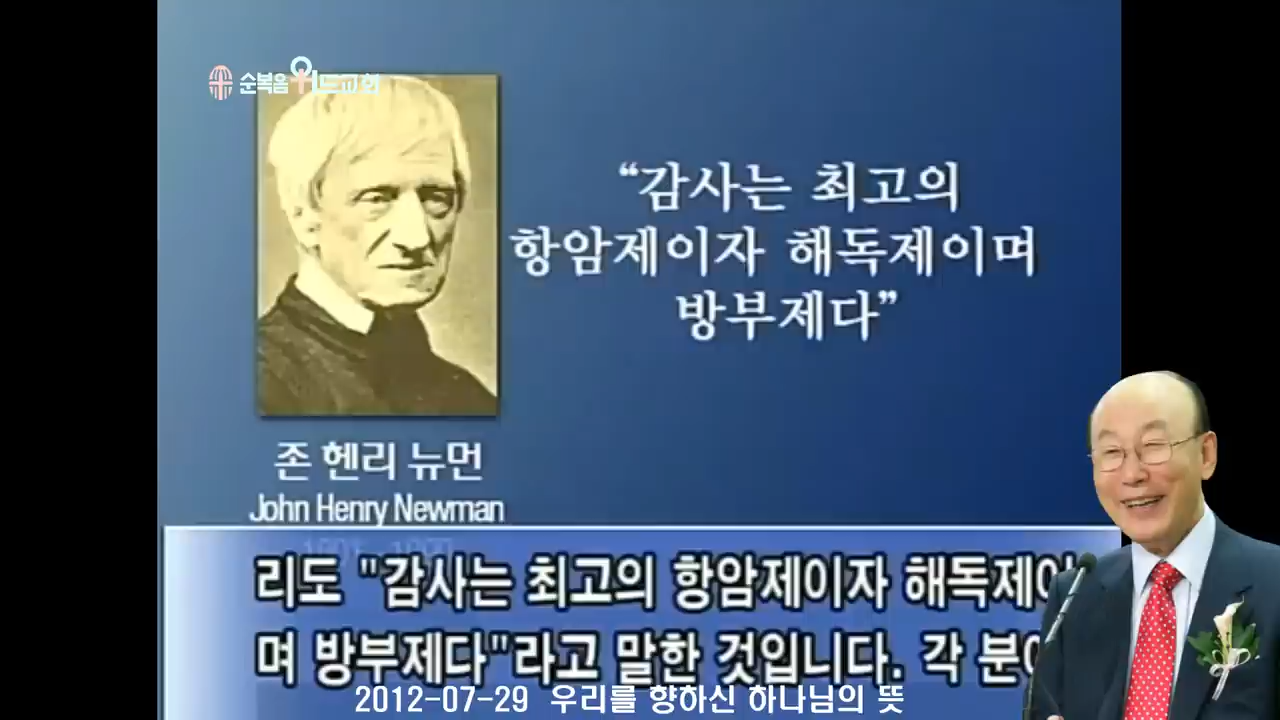 순복음
“감사는 최고의
항암제이자 해독제이며
방부제다”
존 헨리 뉴먼
John Henry Newman
리도 "감사는 최고의 항암제이자 해독제이
며 방부제다"라고 말한 것입니다. 각 분야
2012-07-29 우리를 향하신 하나님의 뜻